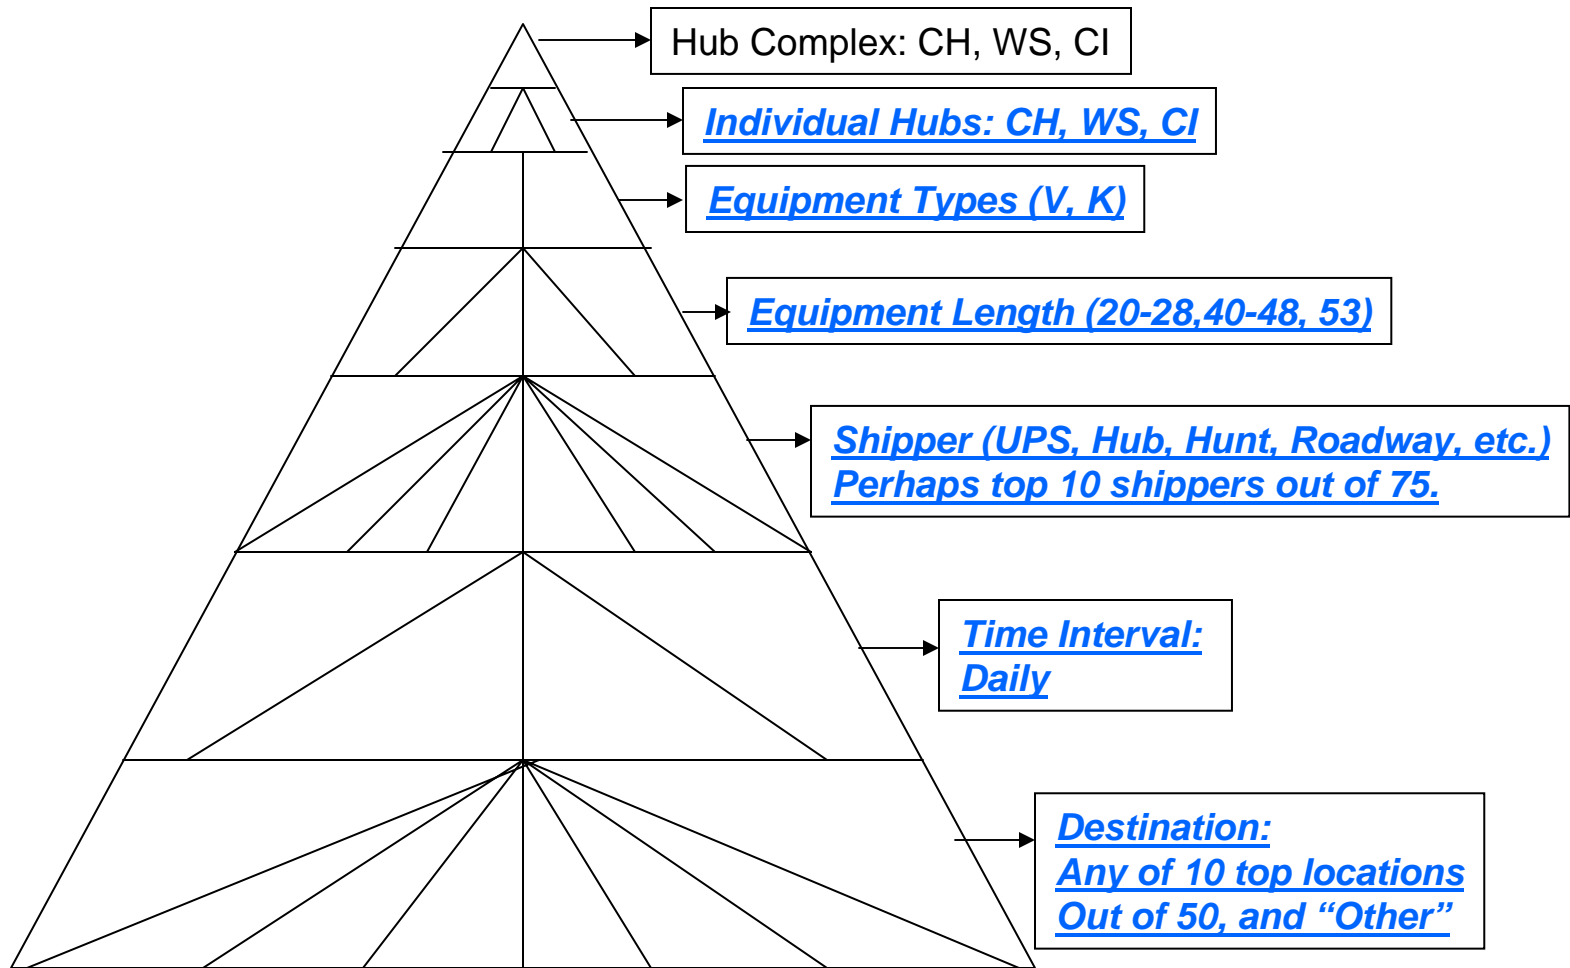 Hub Complex: CH, WS, CI
Individual Hubs: CH, WS, CI
Equipment Types (V, K)
Equipment Length (20-28,40-48, 53)
Shipper (UPS, Hub, Hunt, Roadway, etc.)
Perhaps top 10 shippers out of 75.
Time Interval:
Daily
Destination:
Any of 10 top locations
Out of 50, and “Other”